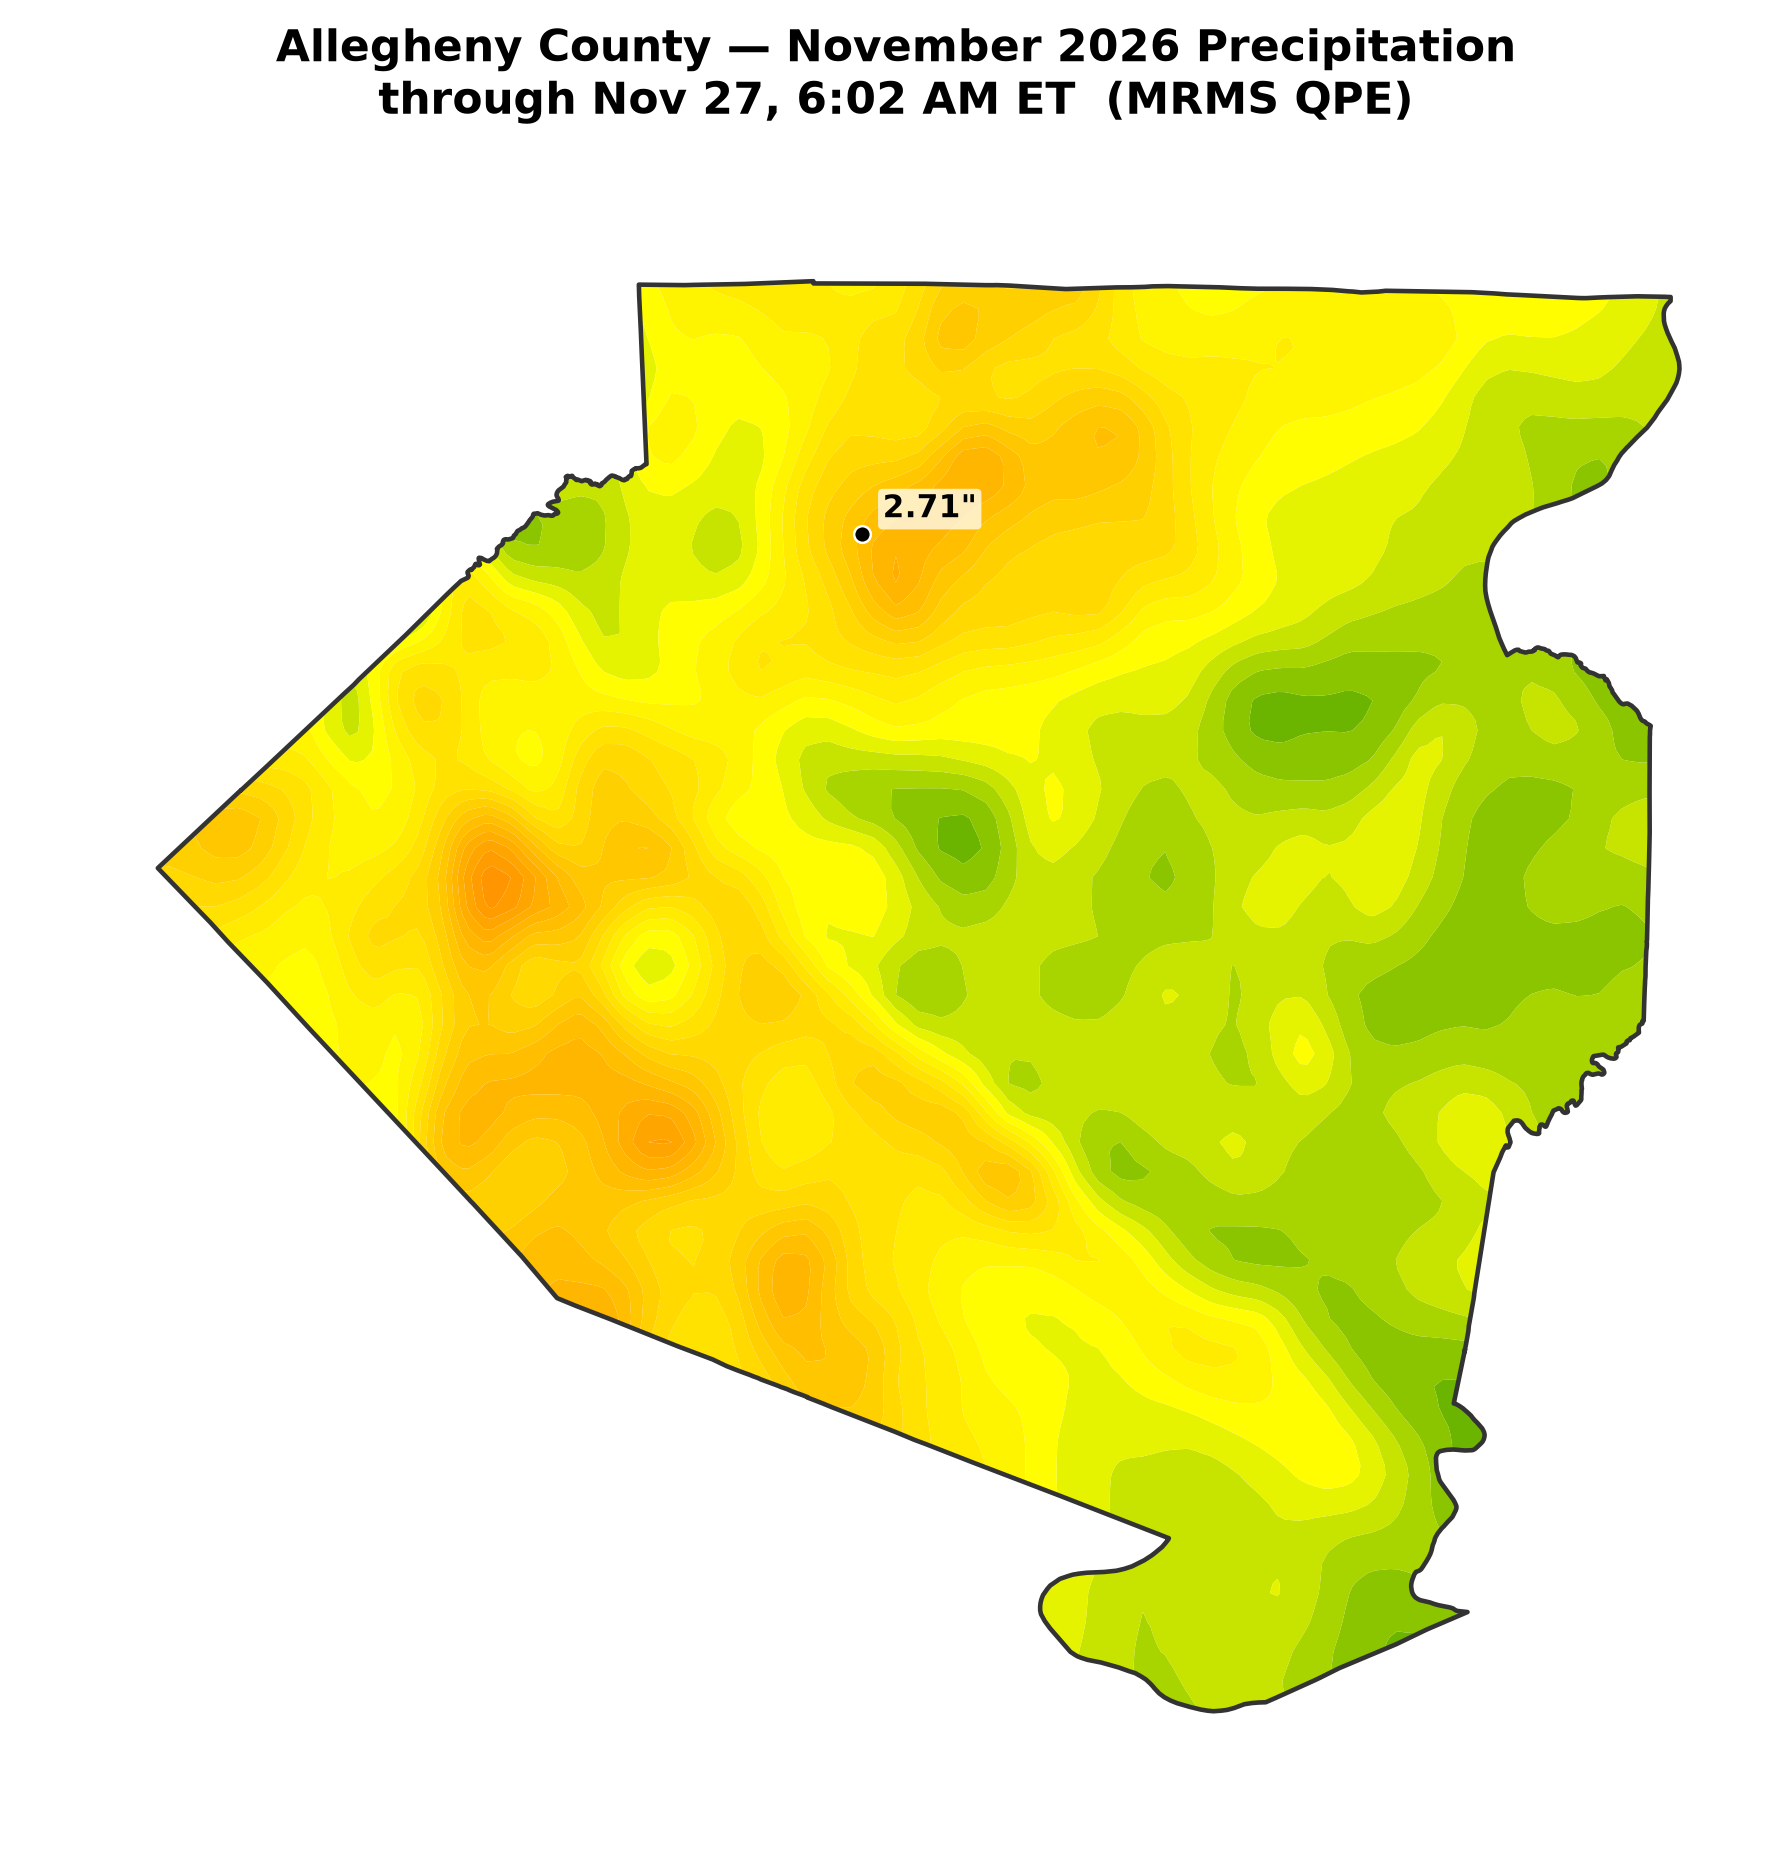 Allegheny County — November 2026 Precipitation
through Nov 27, 6:02 AM ET (MRMS QPE)
2.71"